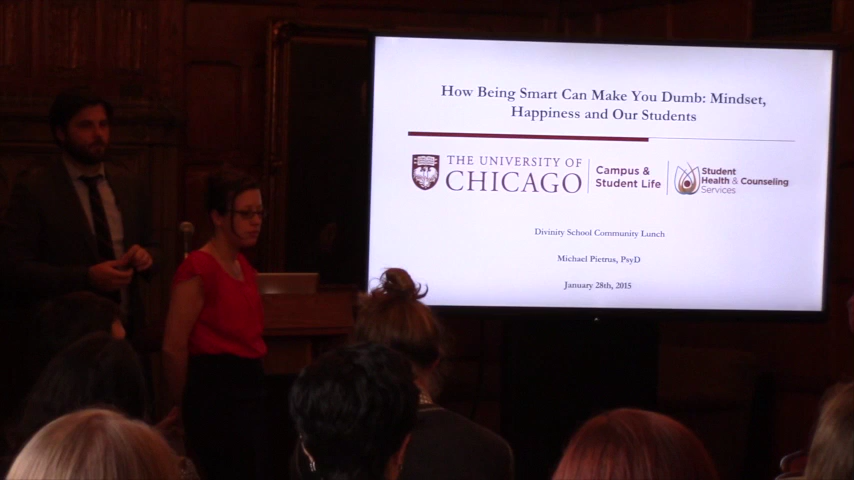 How Being Smart Can Make You Dumb: Mindset,
Happiness and Our Students
THE UNIVERSITY OF
CHICAGO
Campus &
Student Life
Student
Health & Counseling
Services
Divinity School Community Lunch
Michael Pietrus, PsyD
January 28th, 2015